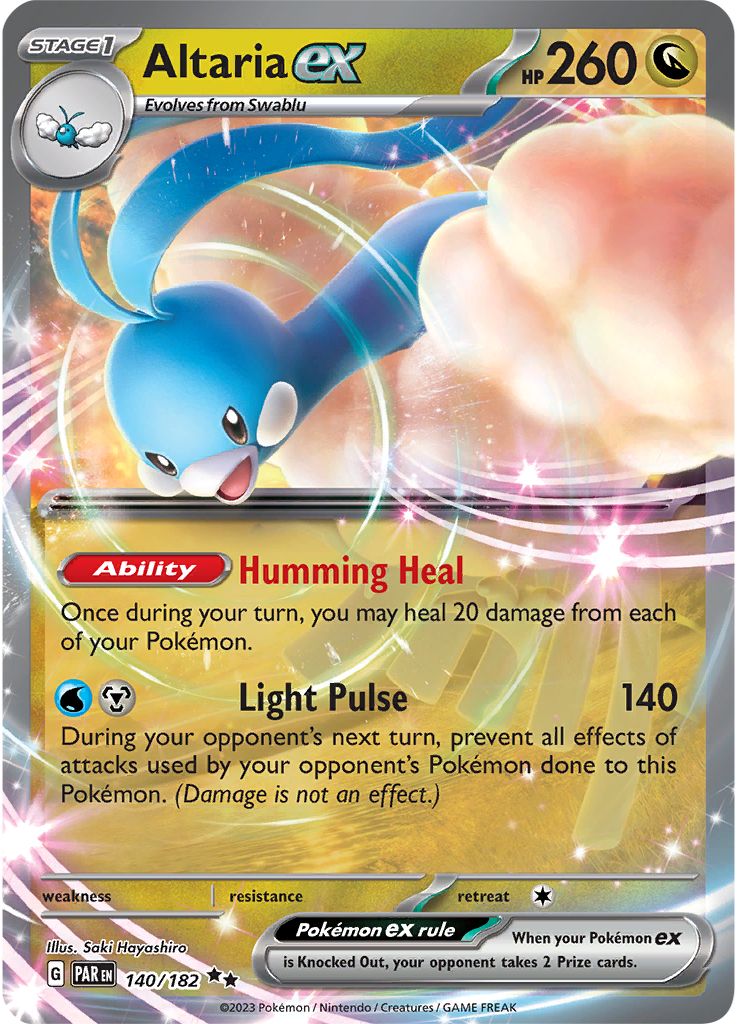 STAGE 1
Altaria ex
HP 260
Evolves from Swablu
Ability Humming Heal
Once during your turn, you may heal 20 damage from each
of your Pokémon.
Light Pulse 140
During your opponent's next turn, prevent all effects of
attacks used by your opponent's Pokémon done to this
Pokémon. (Damage is not an effect.)
weakness resistance retreat
Illus. Saki Hayashiro
Pokémon ex rule When your Pokémon ex
is Knocked Out, your opponent takes 2 Prize cards.
G PAR EN 140/182
©2023 Pokémon / Nintendo / Creatures / GAME FREAK